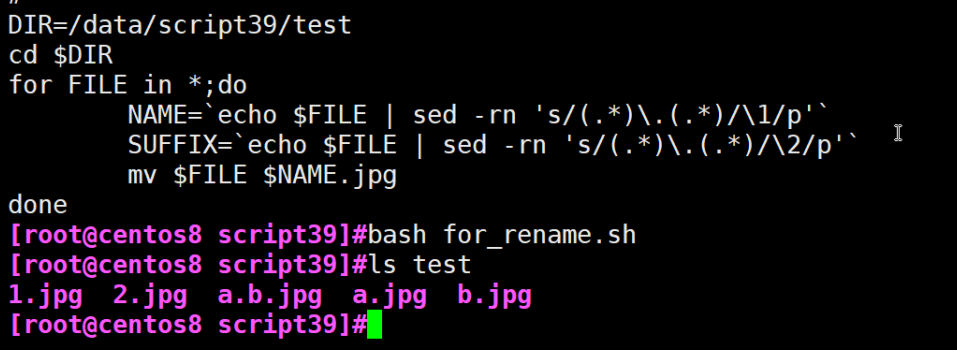 #
DIR=/data/script39/test
cd $DIR
for FILE in *;do
        NAME=`echo $FILE | sed -rn 's/(.*)\.(.*)/\1/p'`
        SUFFIX=`echo $FILE | sed -rn 's/(.*)\.(.*)/\2/p'`
        mv $FILE $NAME.jpg
done
[root@centos8 script39]#bash for_rename.sh
[root@centos8 script39]#ls test
1.jpg  2.jpg  a.b.jpg  a.jpg  b.jpg
[root@centos8 script39]#